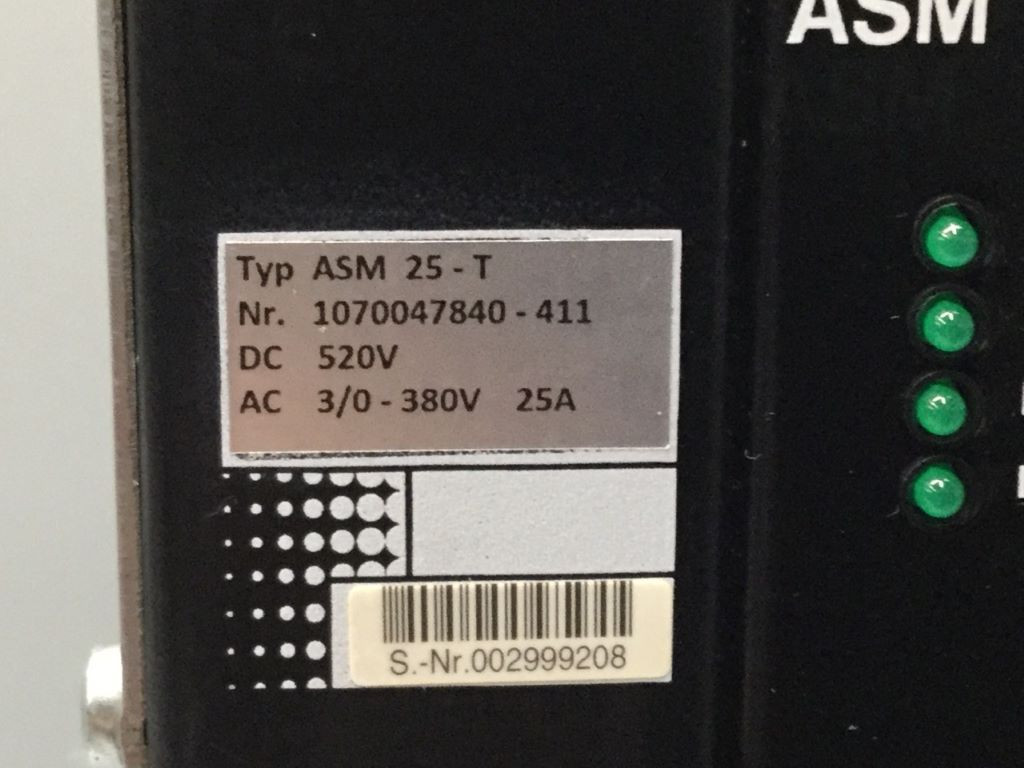 ASM
Typ ASM 25 - T
Nr. 1070047840 - 411
DC 520V
AC 3/0 - 380V 25A
S.-Nr.002999208